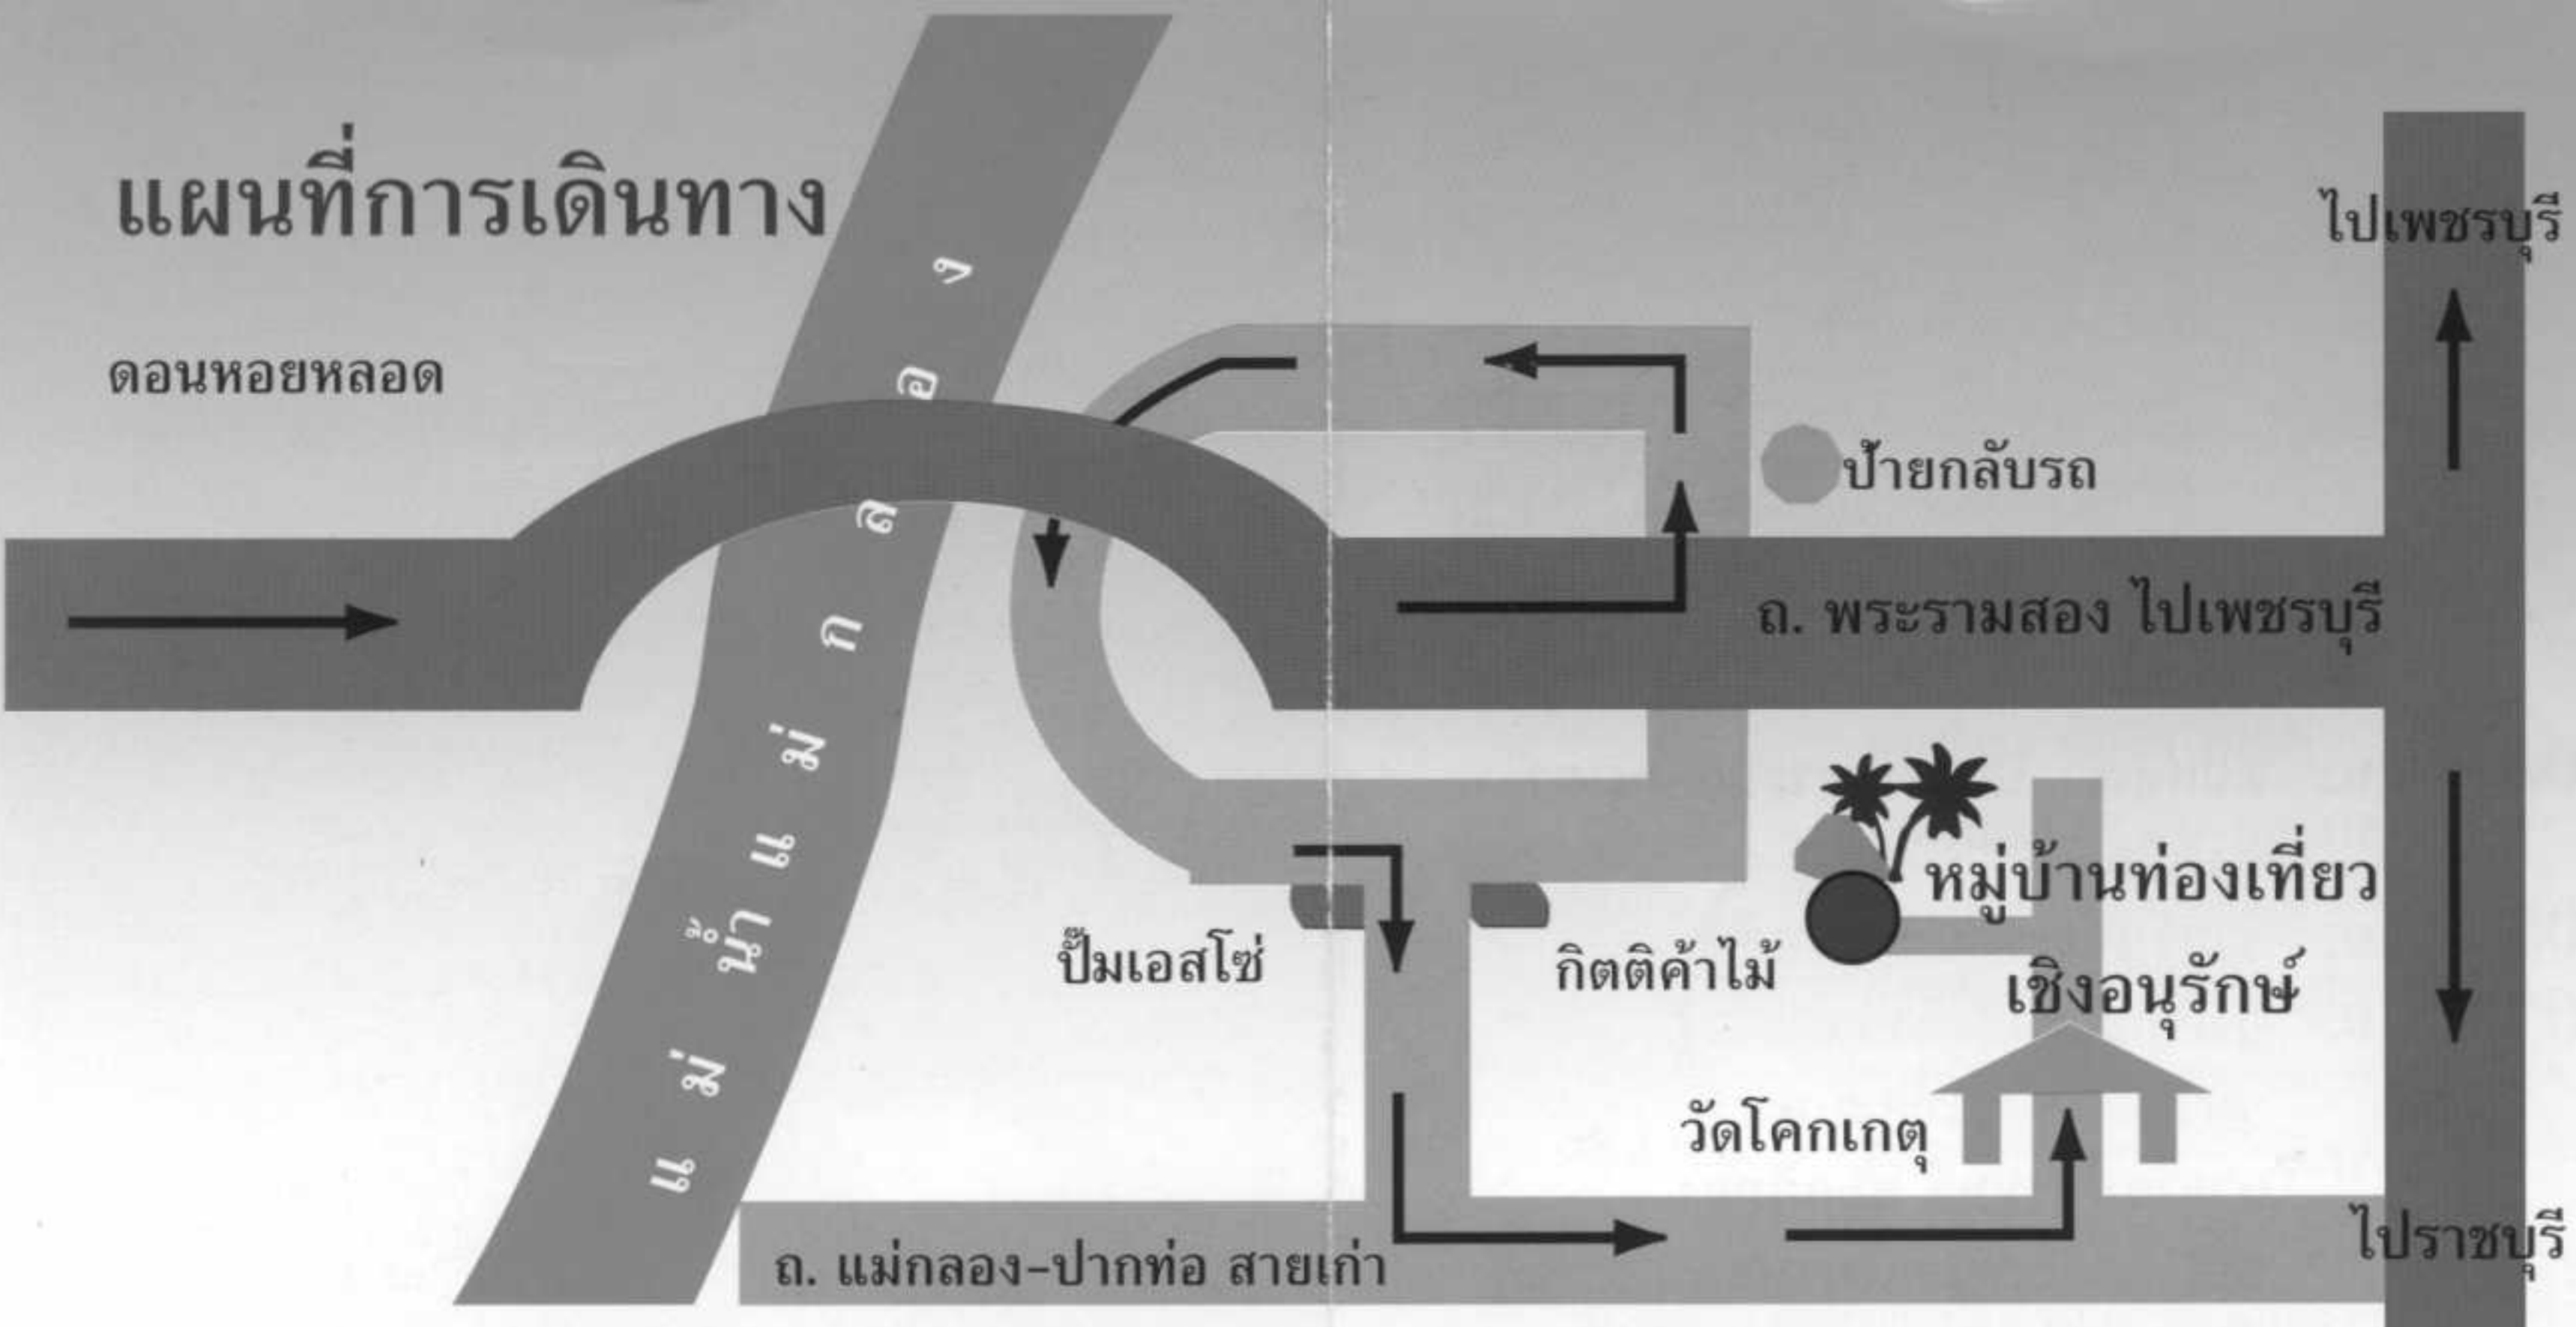 แผนที่การเดินทาง
ไปเพชรบุรี
ดอนหอยหลอด
ป้ายกลับรถ
ถ. พระรามสอง ไปเพชรบุรี
แม่น้ำแม่กลอง
หมู่บ้านท่องเที่ยว
เชิงอนุรักษ์
ปั๊มเอสโซ่
กิตติค้าไม้
วัดโคกเกตุ
ไปราชบุรี
ถ. แม่กลอง-ปากท่อ สายเก่า